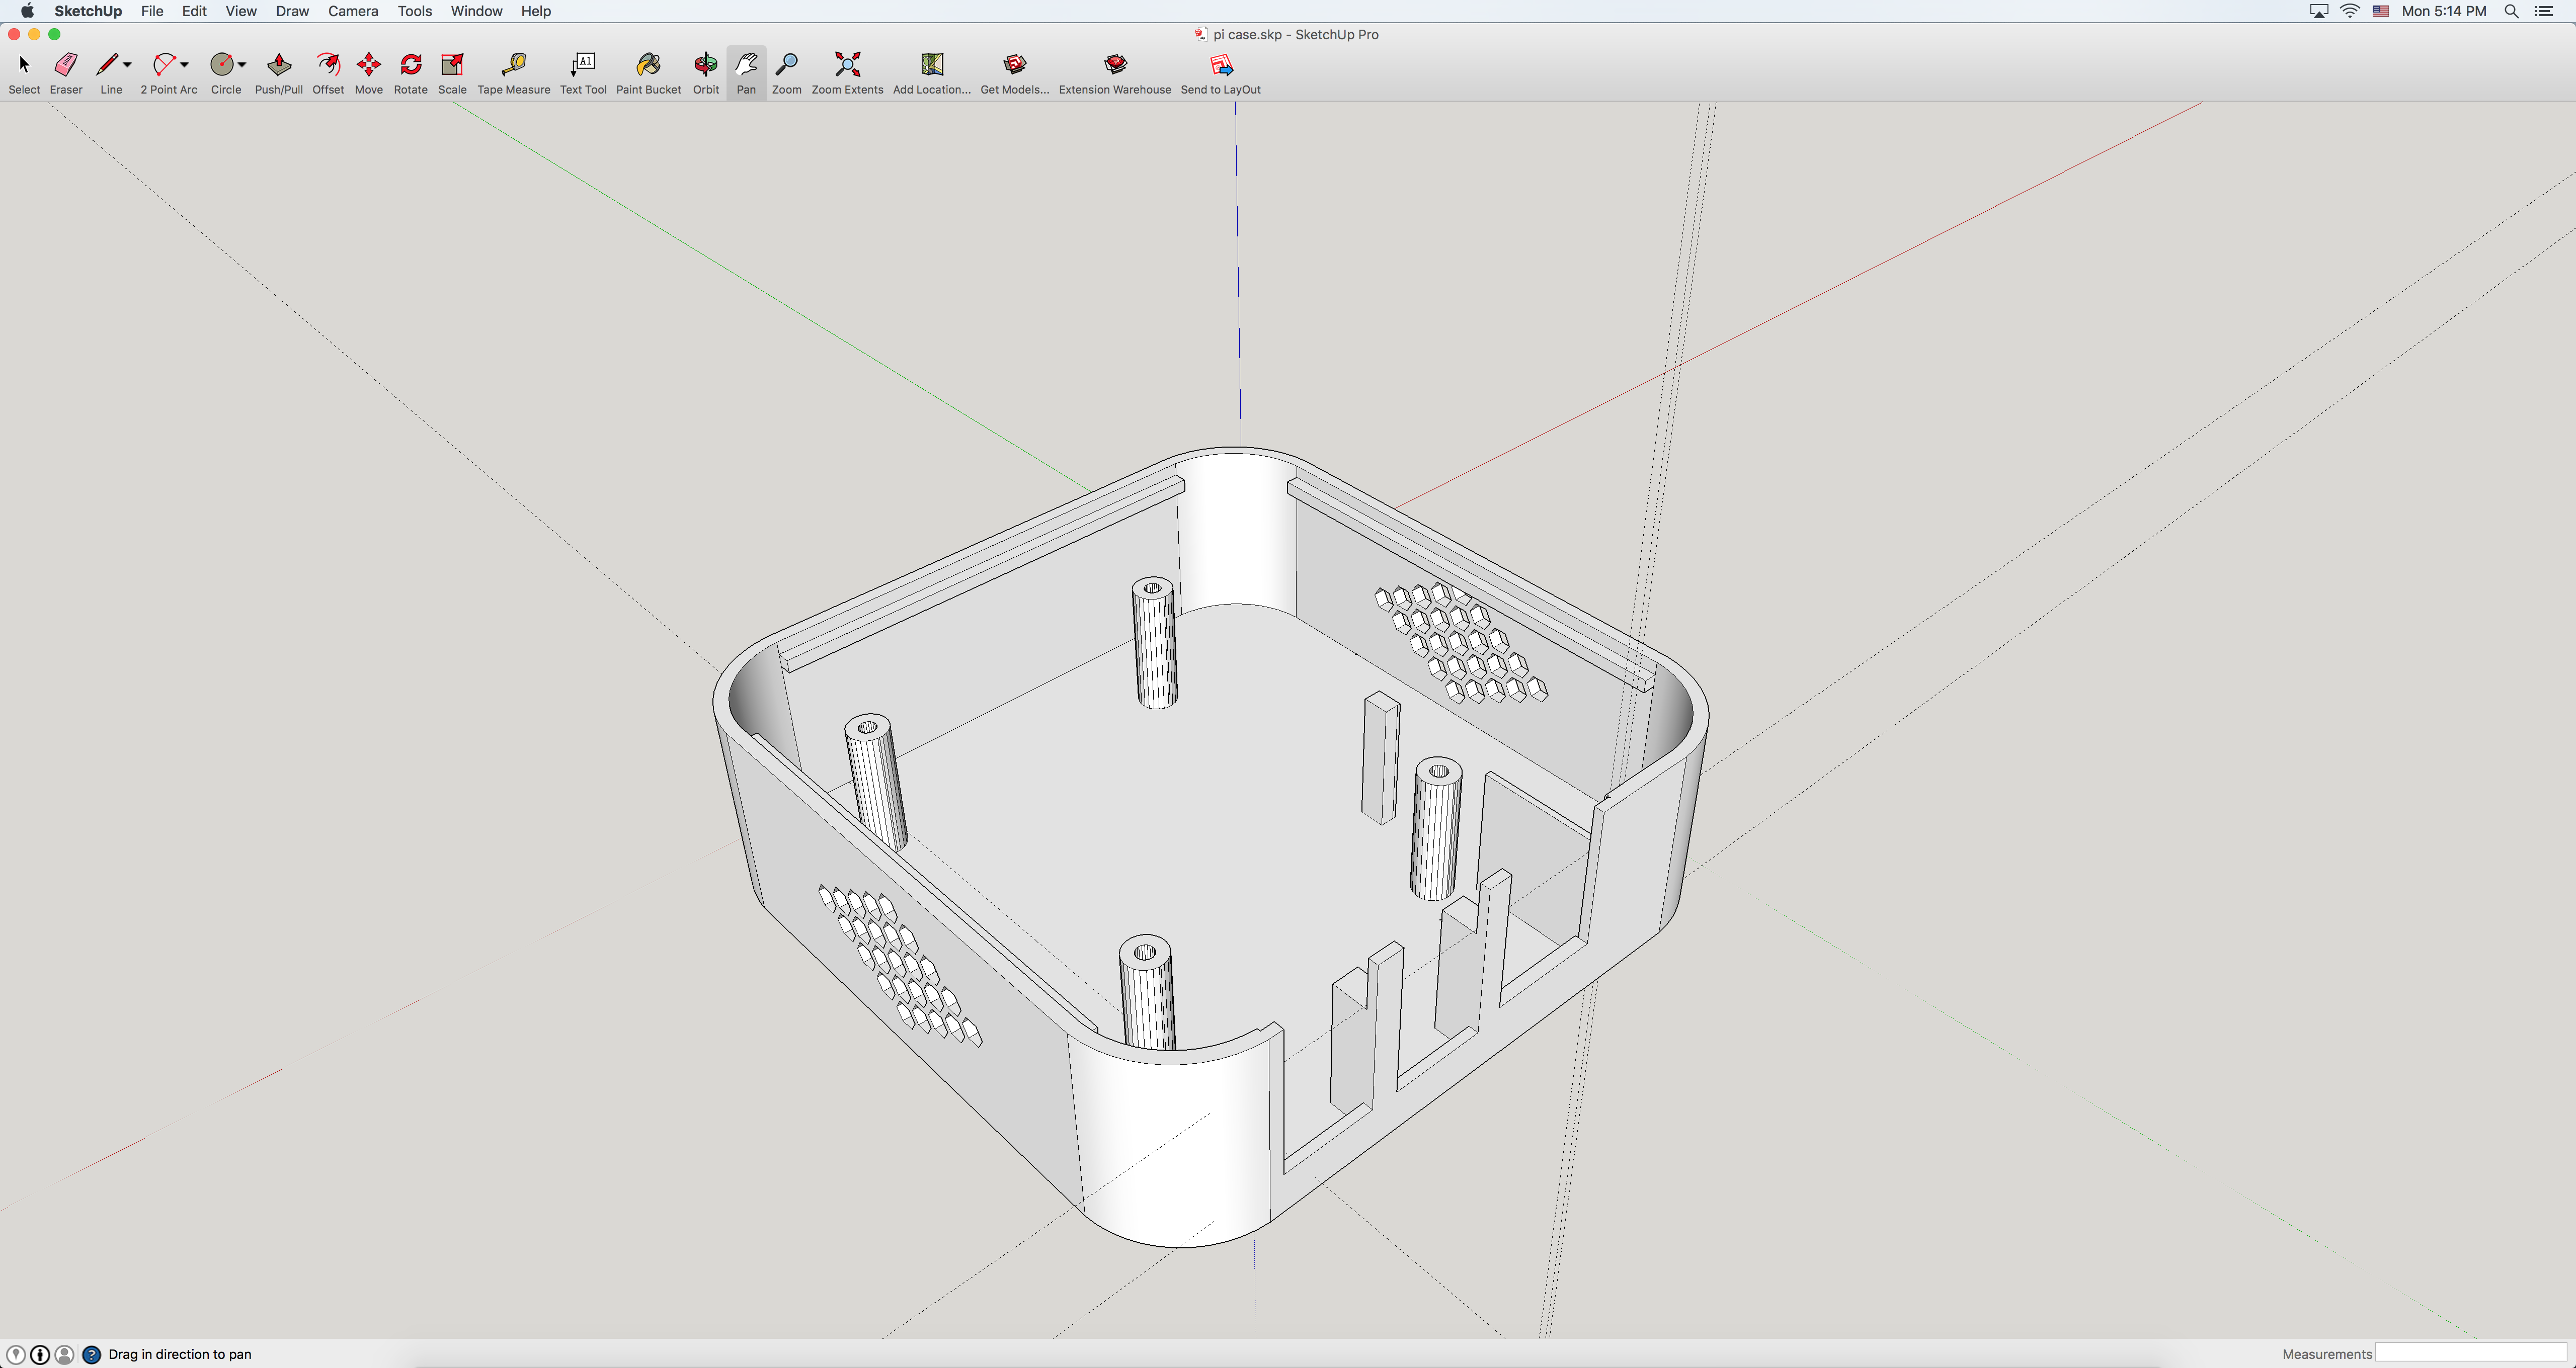 SketchUp File Edit View Draw Camera Tools Window Help Mon 5:14 PM
pi case.skp - SketchUp Pro
A1
Select Eraser Line 2 Point Arc Circle Push/Pull Offset Move Rotate Scale Tape Measure Text Tool Paint Bucket Orbit Pan Zoom Zoom Extents Add Location... Get Models... Extension Warehouse Send to LayOut
? Drag in direction to pan Measurements